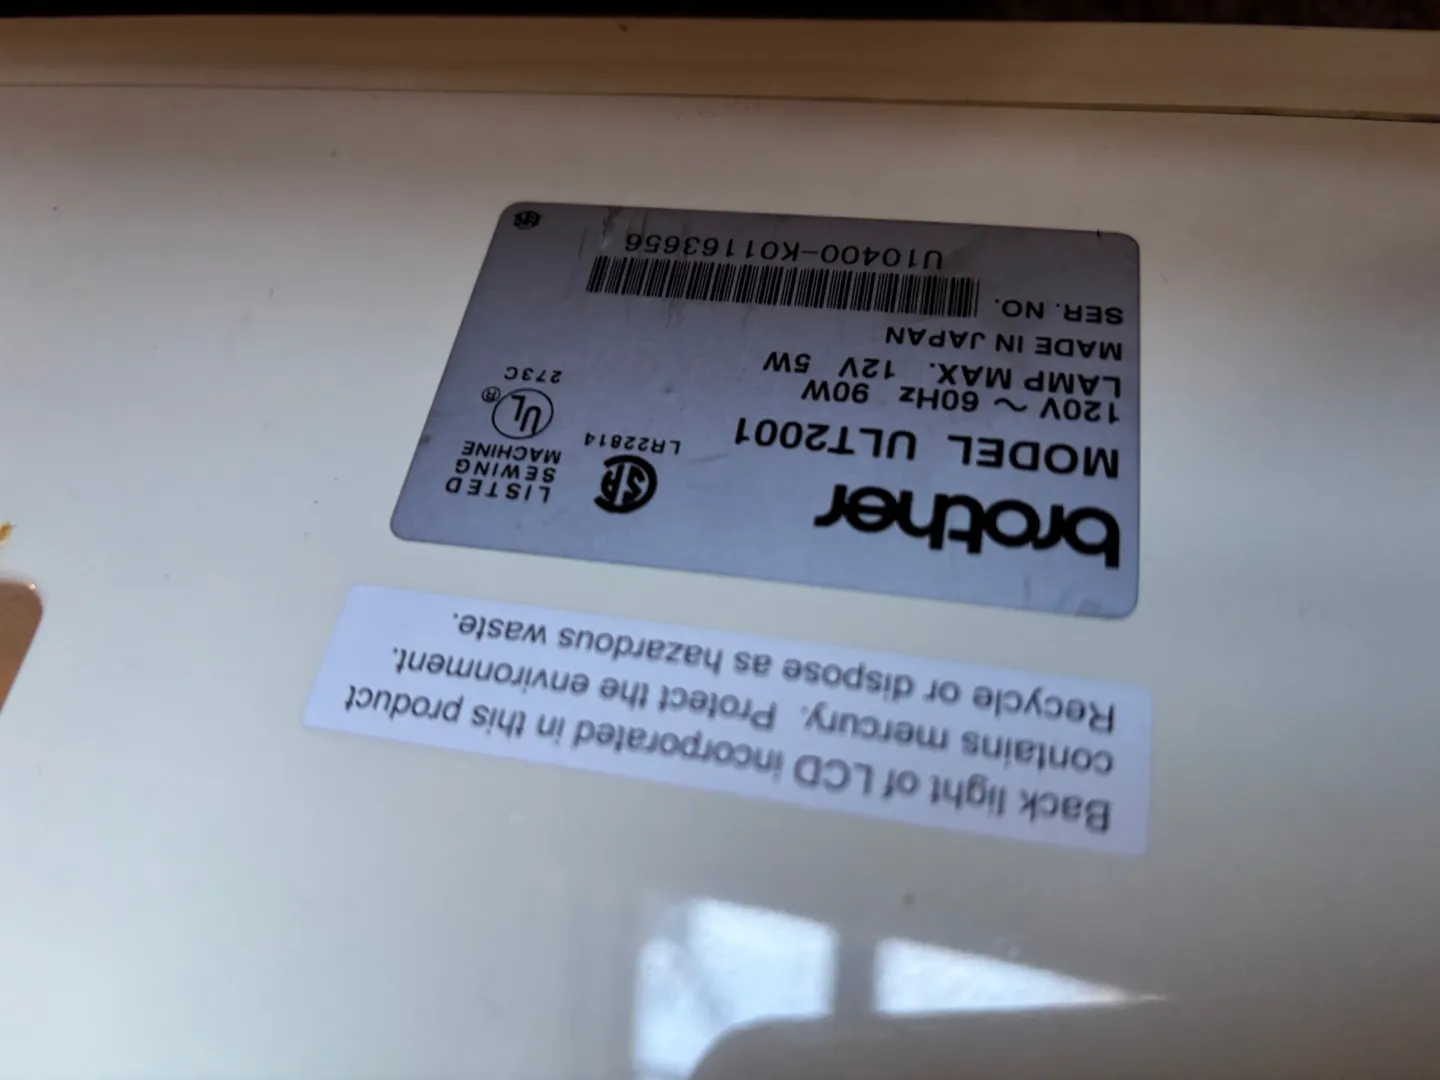 brother
MODEL ULT2001
120V ~ 60Hz 90W
LAMP MAX. 12V 5W
MADE IN JAPAN
SER. NO.
U10400-K01163656
LR22814
LISTED
SEWING
MACHINE
UL ®
273C
Back light of LCD incorporated in this product
contains mercury. Protect the environment.
Recycle or dispose as hazardous waste.